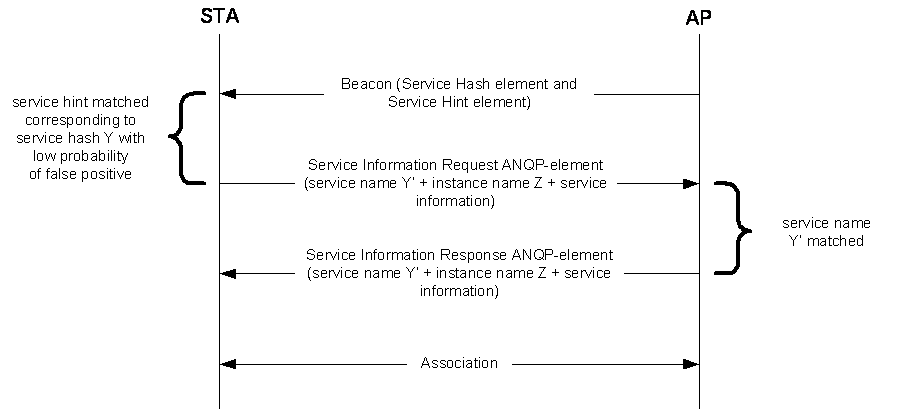 STA
AP
Beacon (Service Hash element and
Service Hint element)
service hint matched
corresponding to
service hash Y with
low probability
of false positive
Service Information Request ANQP-element
(service name Y' + instance name Z + service
information)
service name
Y' matched
Service Information Response ANQP-element
(service name Y' + instance name Z + service
information)
Association